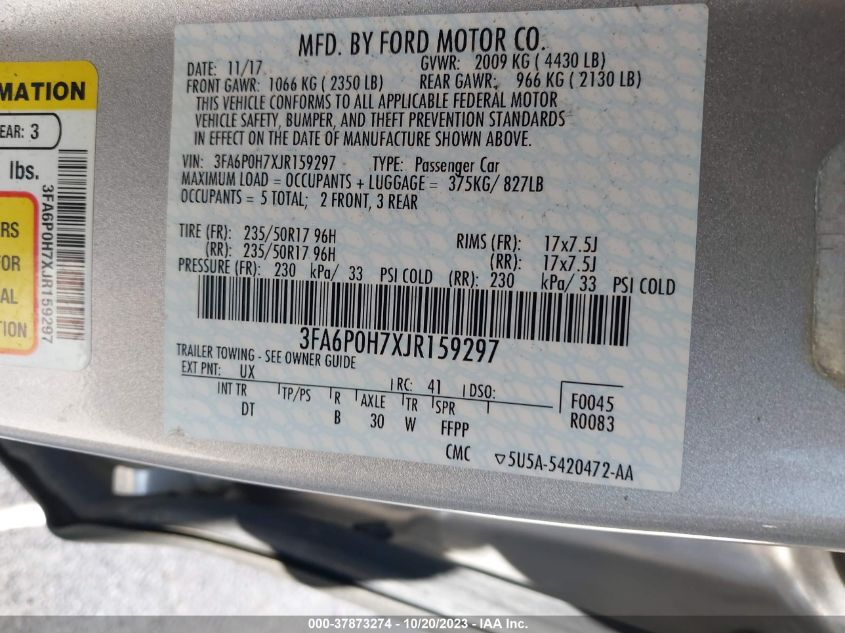 MFD. BY FORD MOTOR CO.
DATE: 11/17 GVWR: 2009 KG ( 4430 LB)
FRONT GAWR: 1066 KG ( 2350 LB) REAR GAWR: 966 KG ( 2130 LB)
THIS VEHICLE CONFORMS TO ALL APPLICABLE FEDERAL MOTOR
VEHICLE SAFETY, BUMPER, AND THEFT PREVENTION STANDARDS
IN EFFECT ON THE DATE OF MANUFACTURE SHOWN ABOVE.
VIN: 3FA6P0H7XJR159297 TYPE: Passenger Car
MAXIMUM LOAD = OCCUPANTS + LUGGAGE = 375KG/ 827LB
OCCUPANTS = 5 TOTAL; 2 FRONT, 3 REAR
TIRE (FR): 235/50R17 96H RIMS (FR): 17x7.5J
(RR): 235/50R17 96H (RR): 17x7.5J
PRESSURE (FR): 230 kPa/ 33 PSI COLD (RR): 230 kPa/ 33 PSI COLD
3FA6P0H7XJR159297
TRAILER TOWING - SEE OWNER GUIDE
EXT PNT: UX RC: 41 DSO:
INT TR TP/PS R AXLE TR SPR F0045
DT B 30 W FFPP R0083
CMC ▽5U5A-5420472-AA
MATION
EAR: 3
lbs.
3FA6P0H7XJR159297
RS
FOR
AL
TION
000-37873274 - 10/20/2023 - IAA Inc.